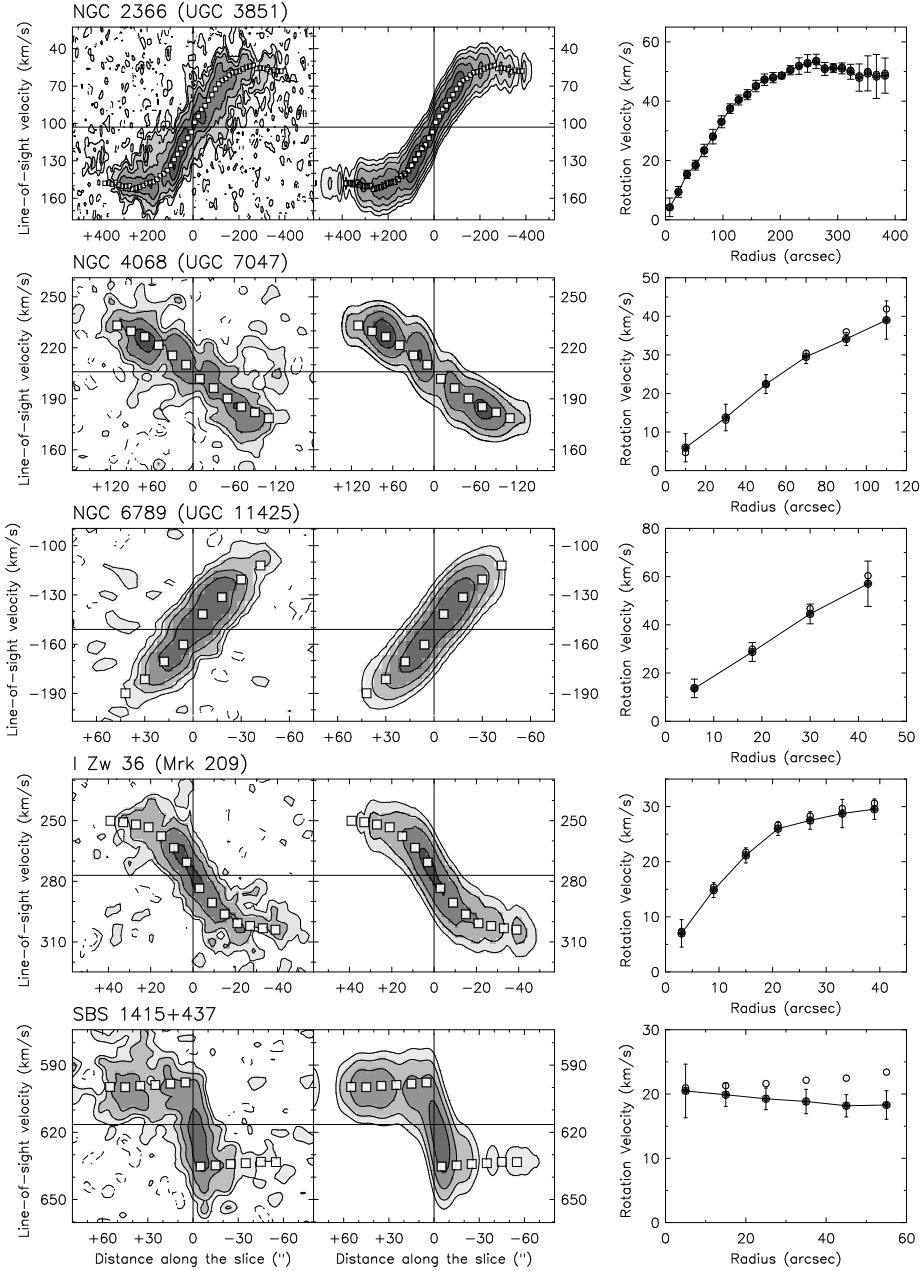 NGC 2366 (UGC 3851)
Line-of-sight velocity (km/s)
40
70
100
130
160
+400 +200 0 −200 −400
+400 +200 0 −200 −400
40
70
100
130
160
Line-of-sight velocity (km/s)
Rotation Velocity (km/s)
60
40
20
0
0 100 200 300 400
Radius (arcsec)
NGC 4068 (UGC 7047)
Line-of-sight velocity (km/s)
250
220
190
160
+120 +60 0 −60 −120
+120 +60 0 −60 −120
250
220
190
160
Rotation Velocity (km/s)
50
40
30
20
10
0
0 20 40 60 80 100 120
Radius (arcsec)
NGC 6789 (UGC 11425)
Line-of-sight velocity (km/s)
−100
−130
−160
−190
+60 +30 0 −30 −60
+60 +30 0 −30 −60
−100
−130
−160
−190
Rotation Velocity (km/s)
80
60
40
20
0
0 10 20 30 40 50
Radius (arcsec)
I Zw 36 (Mrk 209)
Line-of-sight velocity (km/s)
250
280
310
+40 +20 0 −20 −40
+40 +20 0 −20 −40
250
280
310
Rotation Velocity (km/s)
30
20
10
0
0 10 20 30 40
Radius (arcsec)
SBS 1415+437
Line-of-sight velocity (km/s)
590
620
650
+60 +30 0 −30 −60
Distance along the slice (")
+60 +30 0 −30 −60
Distance along the slice (")
590
620
650
Rotation Velocity (km/s)
30
20
10
0
0 20 40 60
Radius (arcsec)